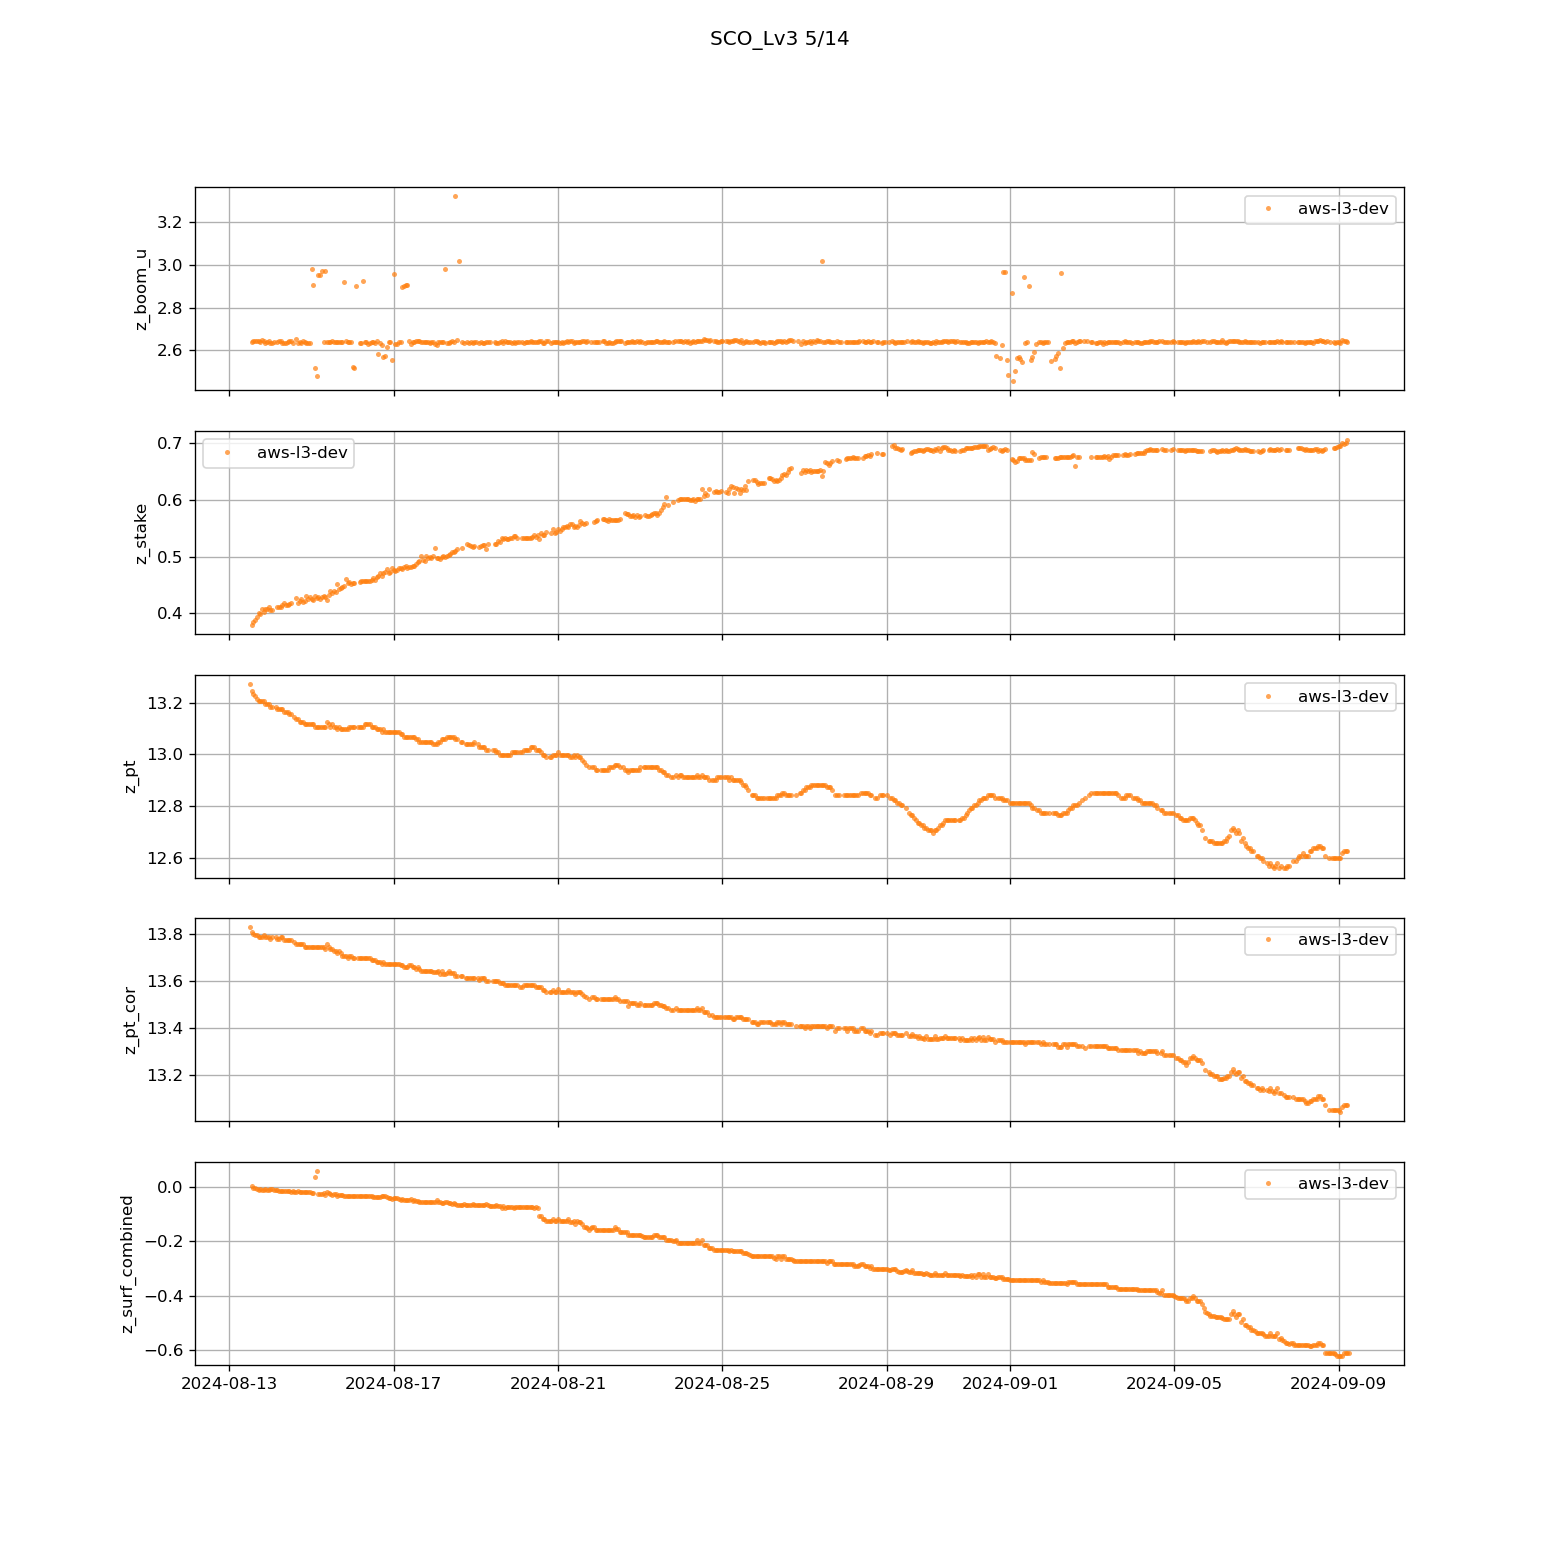 SCO_Lv3 5/14
z_boom_u
3.2
3.0
2.8
2.6
aws-l3-dev
z_stake
0.7
0.6
0.5
0.4
aws-l3-dev
z_pt
13.2
13.0
12.8
12.6
aws-l3-dev
z_pt_cor
13.8
13.6
13.4
13.2
aws-l3-dev
z_surf_combined
0.0
−0.2
−0.4
−0.6
aws-l3-dev
2024-08-13 2024-08-17 2024-08-21 2024-08-25 2024-08-29 2024-09-01 2024-09-05 2024-09-09